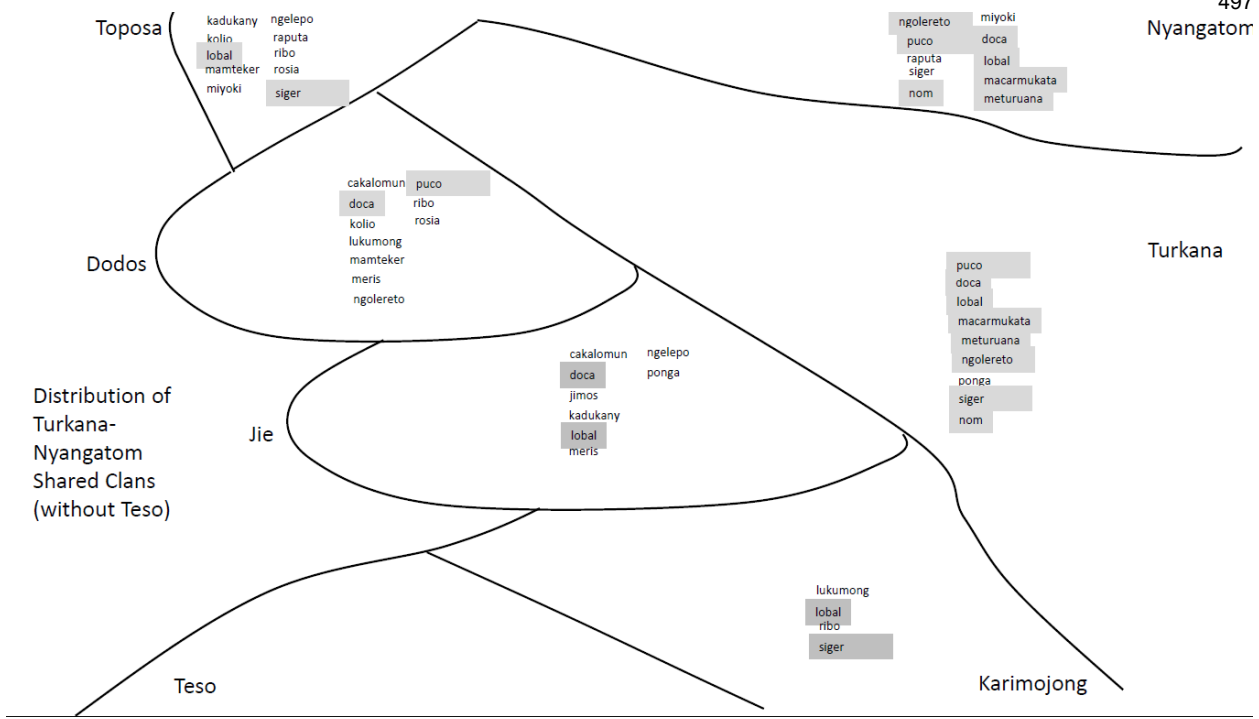 497
Toposa
kadukany ngelepo
kolio raputa
lobal ribo
mamteker rosia
miyoki siger
ngolereto miyoki
puco doca
raputa lobal
siger macarmukata
nom meturuana
Nyangatom
Dodos
cakalomun puco
doca ribo
kolio rosia
lukumong
mamteker
meris
ngolereto
Turkana
puco
doca
lobal
macarmukata
meturuana
ngolereto
ponga
siger
nom
Distribution of
Turkana-
Nyangatom
Shared Clans
(without Teso)
Jie
cakalomun ngelepo
doca ponga
jimos
kadukany
lobal
meris
Teso
lukumong
lobal
ribo
siger
Karimojong